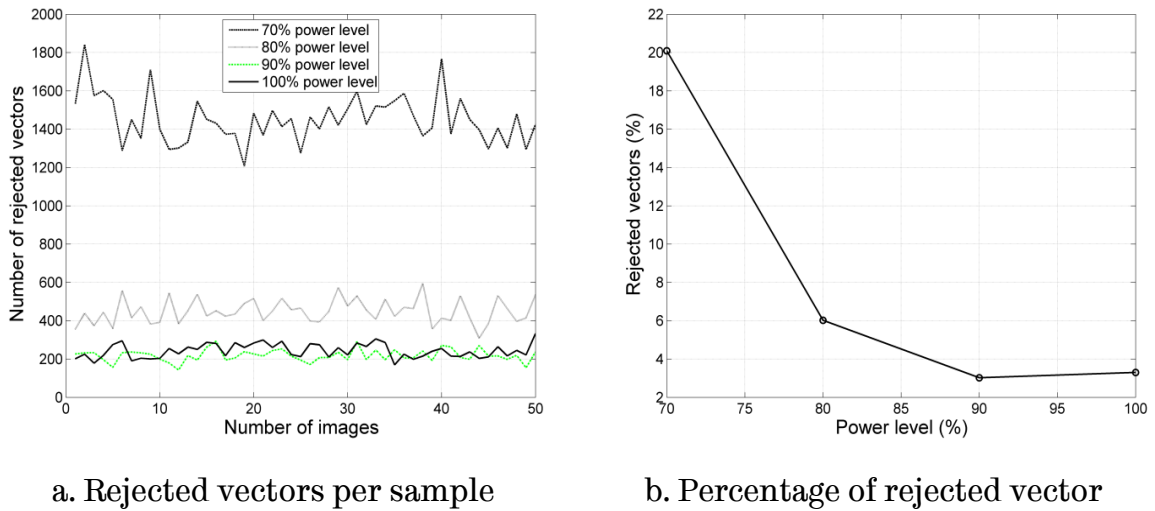 2000
1800
1600
1400
1200
1000
800
600
400
200
0
Number of rejected vectors
70% power level
80% power level
90% power level
100% power level
0 10 20 30 40 50
Number of images
22
20
18
16
14
12
10
8
6
4
2
Rejected vectors (%)
70 75 80 85 90 95 100
Power level (%)
a. Rejected vectors per sample
b. Percentage of rejected vector